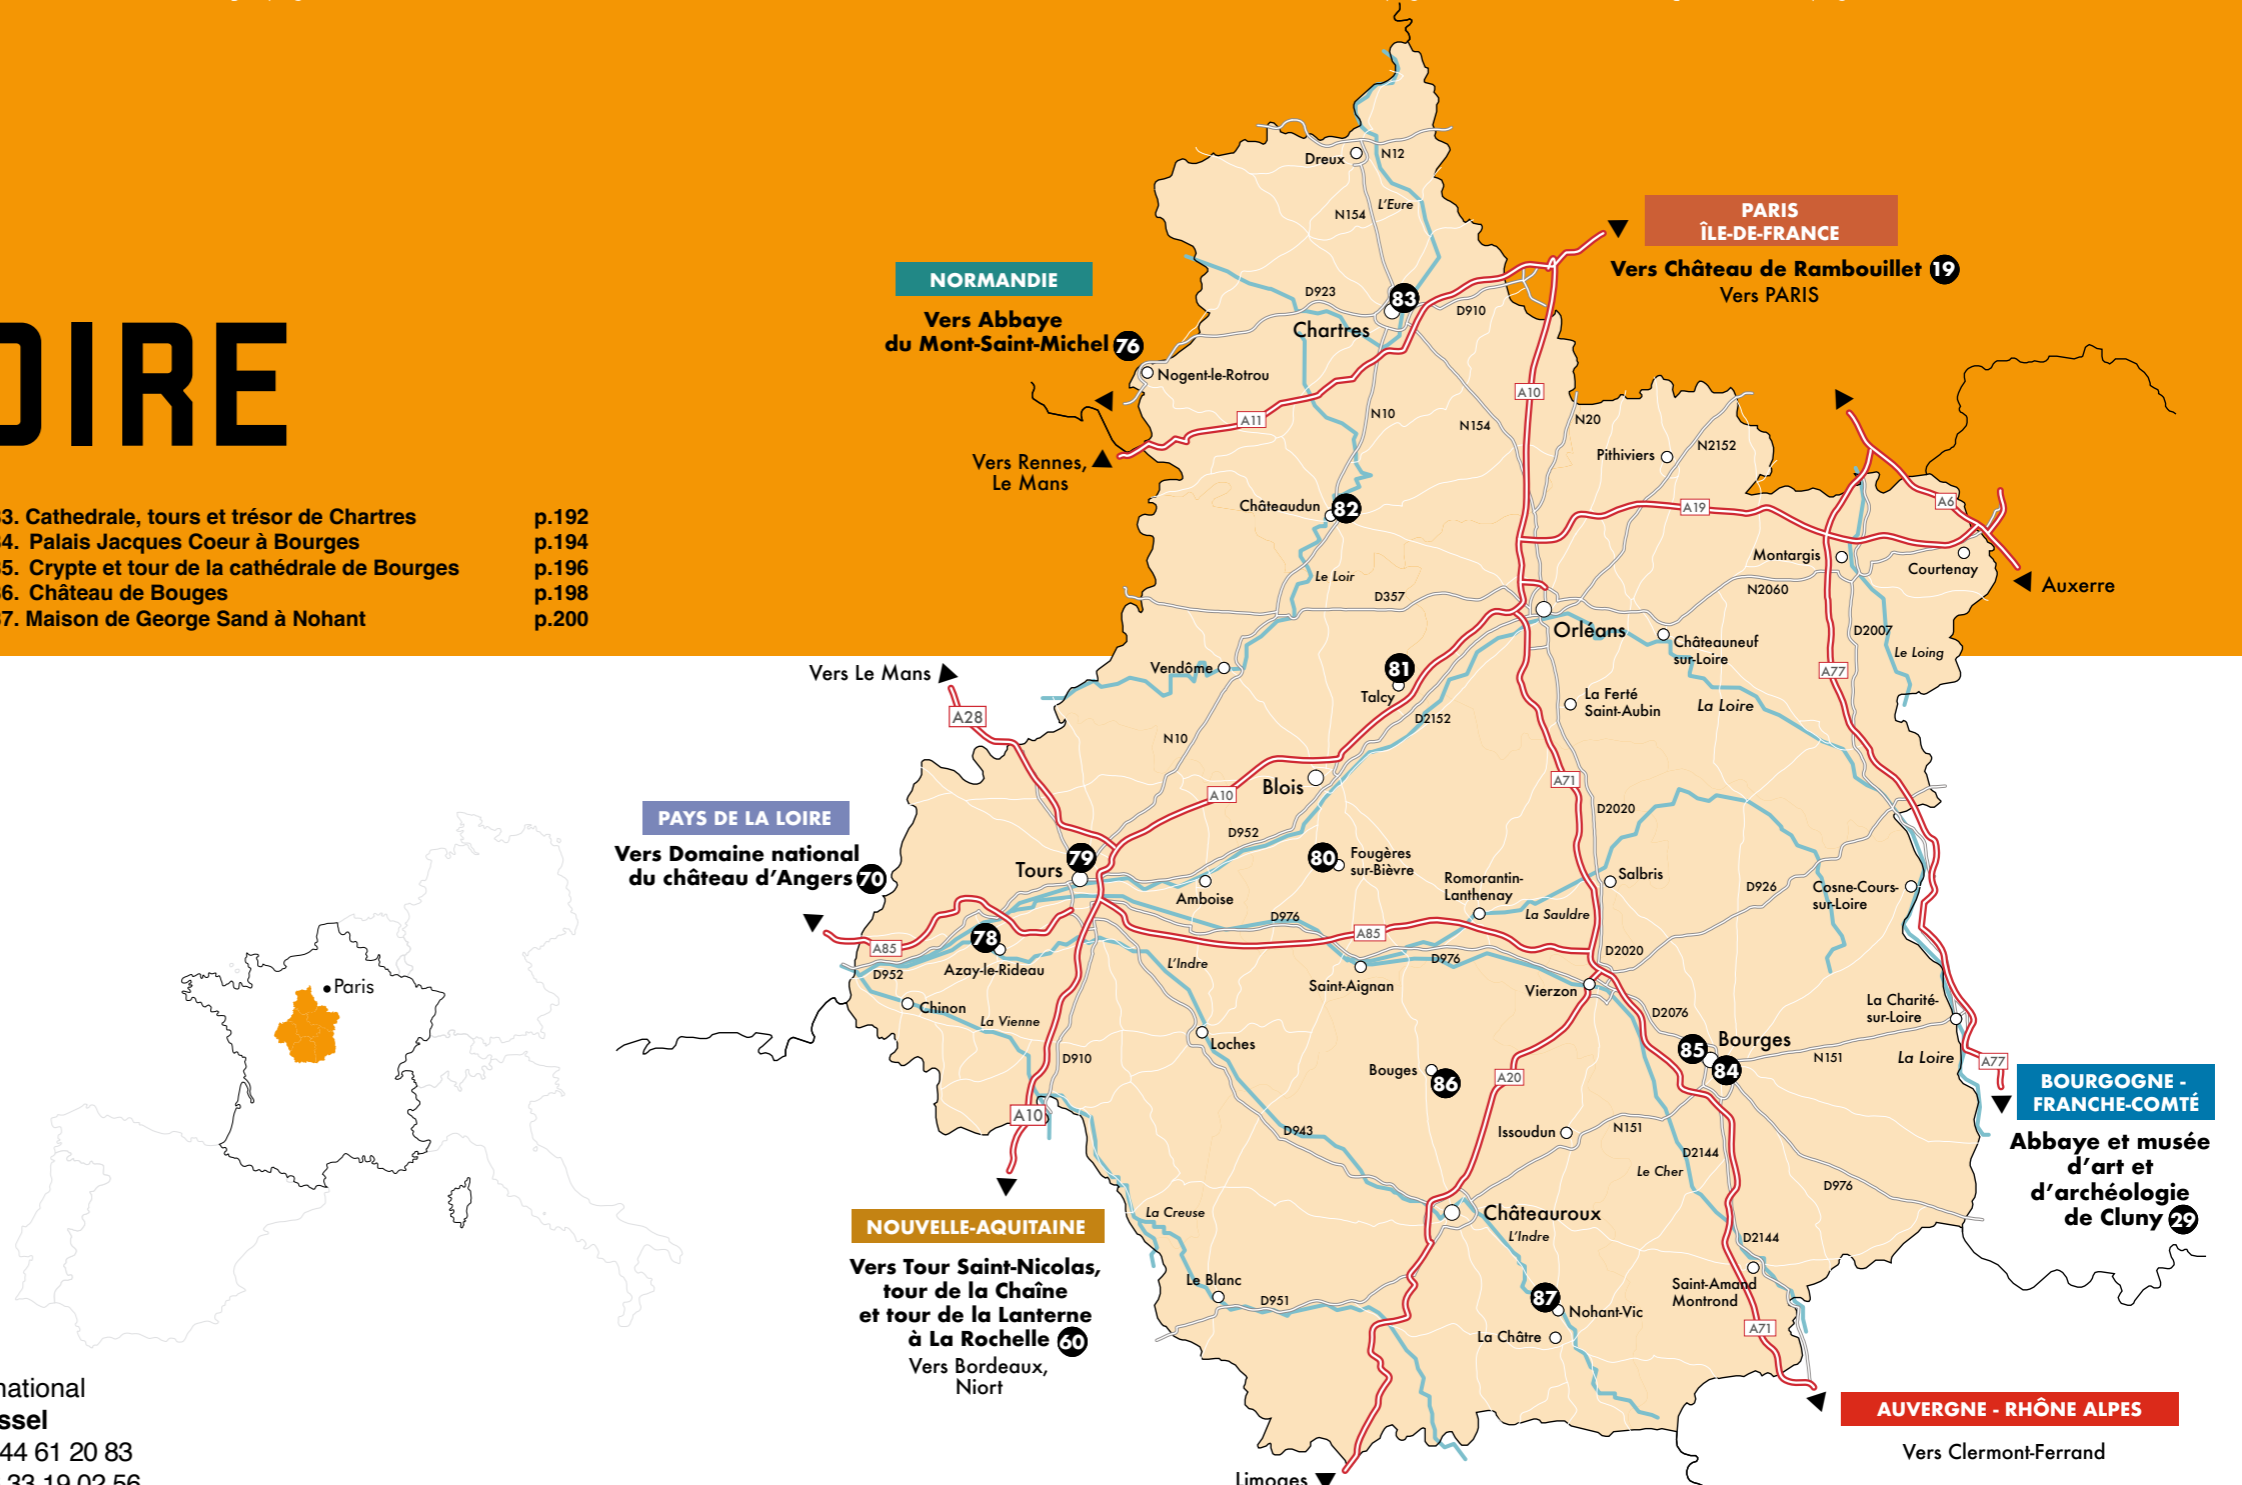 OIRE
3. Cathedrale, tours et trésor de Chartres p.192
4. Palais Jacques Coeur à Bourges p.194
5. Crypte et tour de la cathédrale de Bourges p.196
6. Château de Bouges p.198
7. Maison de George Sand à Nohant p.200
Paris
national
ssel
44 61 20 83
33 19 02 56
NORMANDIE
Vers Abbaye
du Mont-Saint-Michel 76
Vers Rennes,
Le Mans
PARIS
ÎLE-DE-FRANCE
Vers Château de Rambouillet 19
Vers PARIS
Dreux
N12
L'Eure
N154
D923
83
D910
Chartres
Nogent-le-Rotrou
A11
N10
N154
A10
N20
Pithiviers
N2152
Châteaudun
82
A19
A6
Montargis
Courtenay
Auxerre
Le Loir
D357
N2060
Orléans
Châteauneuf
sur-Loire
D2007
Le Loing
Vers Le Mans
Vendôme
81
Talcy
A77
La Ferté
Saint-Aubin
La Loire
A28
D2152
N10
Blois
A10
A71
D2020
PAYS DE LA LOIRE
Vers Domaine national
du château d'Angers 70
D952
79
Tours
80
Fougères
sur-Bièvre
Romorantin-
Lanthenay
Salbris
D926
Cosne-Cours-
sur-Loire
Amboise
D976
La Sauldre
A85
78
A85
D2020
D952
Azay-le-Rideau
L'Indre
D976
Saint-Aignan
Vierzon
Chinon
La Vienne
D2076
La Charité-
sur-Loire
Loches
85
Bourges
84
N151
La Loire
A77
D910
Bouges
86
A20
A10
BOURGOGNE -
FRANCHE-COMTÉ
Abbaye et musée
d'art et
d'archéologie
de Cluny 29
D943
Issoudun
N151
D2144
Le Cher
D976
NOUVELLE-AQUITAINE
Vers Tour Saint-Nicolas,
tour de la Chaîne
et tour de la Lanterne
à La Rochelle 60
Vers Bordeaux,
Niort
La Creuse
Châteauroux
L'Indre
D2144
Le Blanc
D951
Saint-Amand
Montrond
87
Nohant-Vic
La Châtre
A71
AUVERGNE - RHÔNE ALPES
Vers Clermont-Ferrand
Limoges